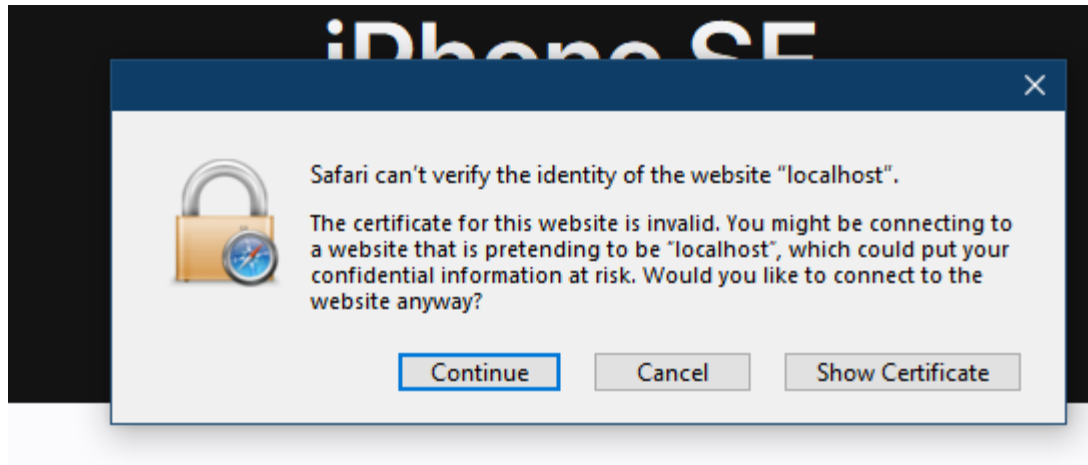 iPhone SE
Safari can't verify the identity of the website "localhost".
The certificate for this website is invalid. You might be connecting to
a website that is pretending to be "localhost", which could put your
confidential information at risk. Would you like to connect to the
website anyway?
Continue Cancel Show Certificate